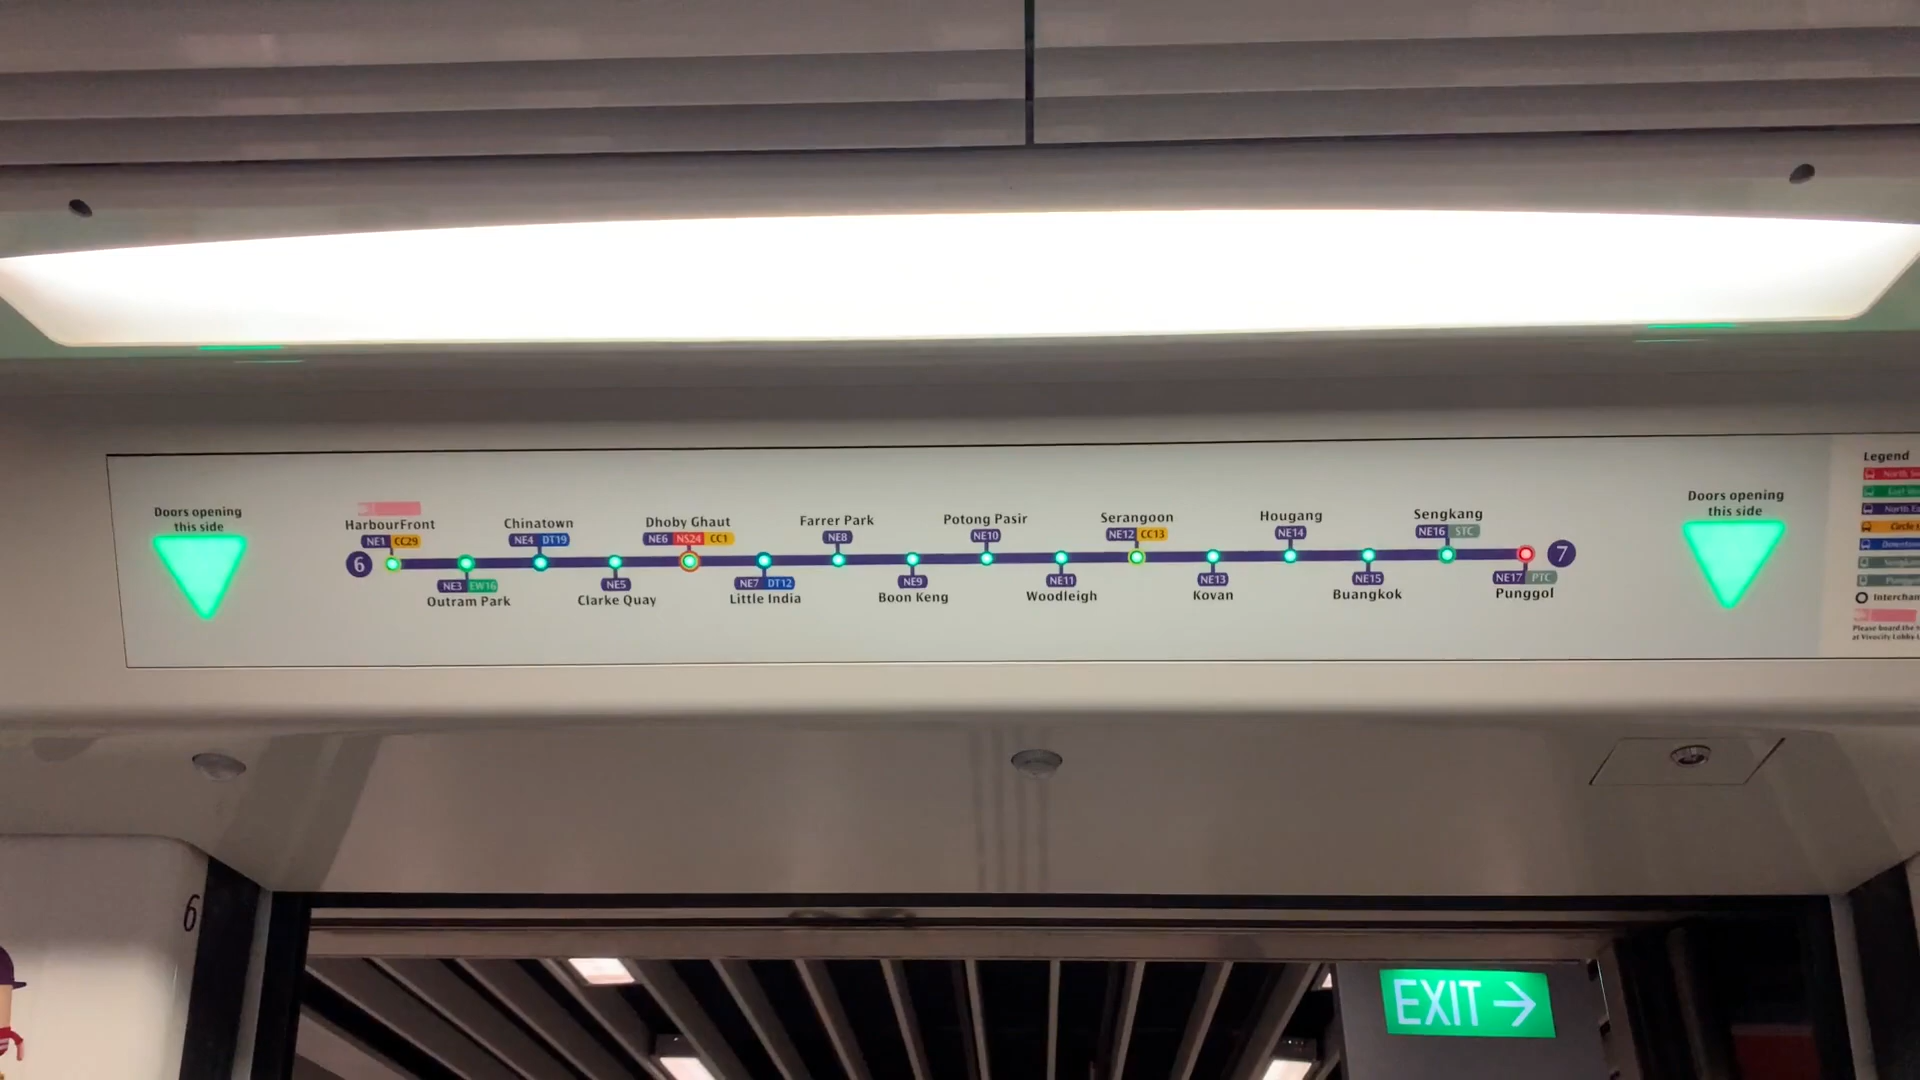 Doors opening
this side
6
HarbourFront
NE1 CC29
NE3 EW16
Outram Park
Chinatown
NE4 DT19
NE5
Clarke Quay
Dhoby Ghaut
NE6 NS24 CC1
NE7 DT12
Little India
Farrer Park
NE8
NE9
Boon Keng
Potong Pasir
NE10
NE11
Woodleigh
Serangoon
NE12 CC13
NE13
Kovan
Hougang
NE14
NE15
Buangkok
Sengkang
NE16 STC
NE17 PTC
Punggol
7
Doors opening
this side
Legend
6
EXIT →